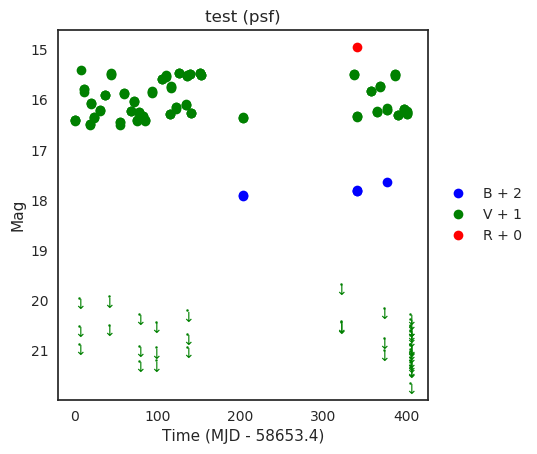 test (psf)
15
16
17
18
19
20
21
Mag
0
100
200
300
400
Time (MJD - 58653.4)
B + 2
V + 1
R + 0